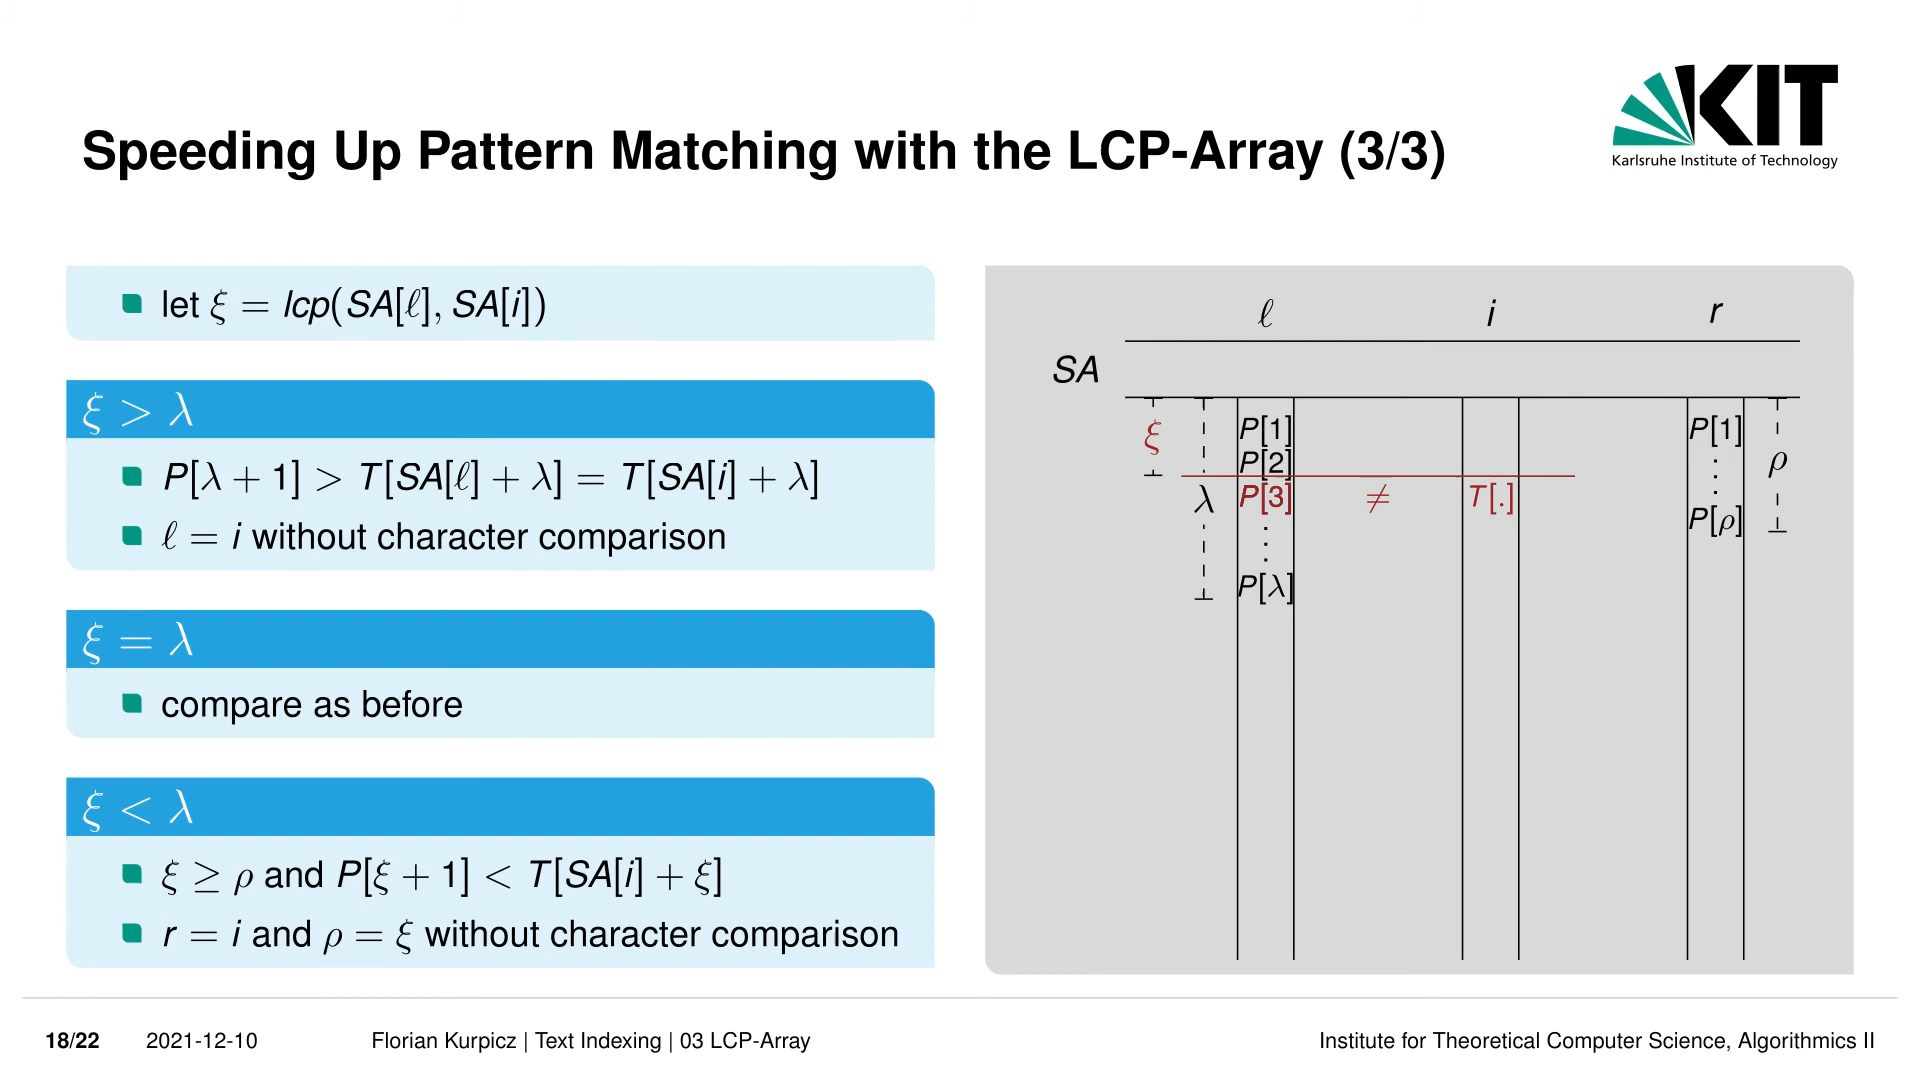 Speeding Up Pattern Matching with the LCP-Array (3/3)
KIT
Karlsruhe Institute of Technology
let ξ = lcp(SA[ℓ], SA[i])
ξ > λ
P[λ + 1] > T[SA[ℓ] + λ] = T[SA[i] + λ]
ℓ = i without character comparison
ξ = λ
compare as before
ξ < λ
ξ ≥ ρ and P[ξ + 1] < T[SA[i] + ξ]
r = i and ρ = ξ without character comparison
ℓ i r
SA
ξ P[1] P[1]
P[2] ⋮ ρ
λ P[3] ≠ T[.]
⋮ P[ρ]
P[λ]
18/22 2021-12-10 Florian Kurpicz | Text Indexing | 03 LCP-Array Institute for Theoretical Computer Science, Algorithmics II